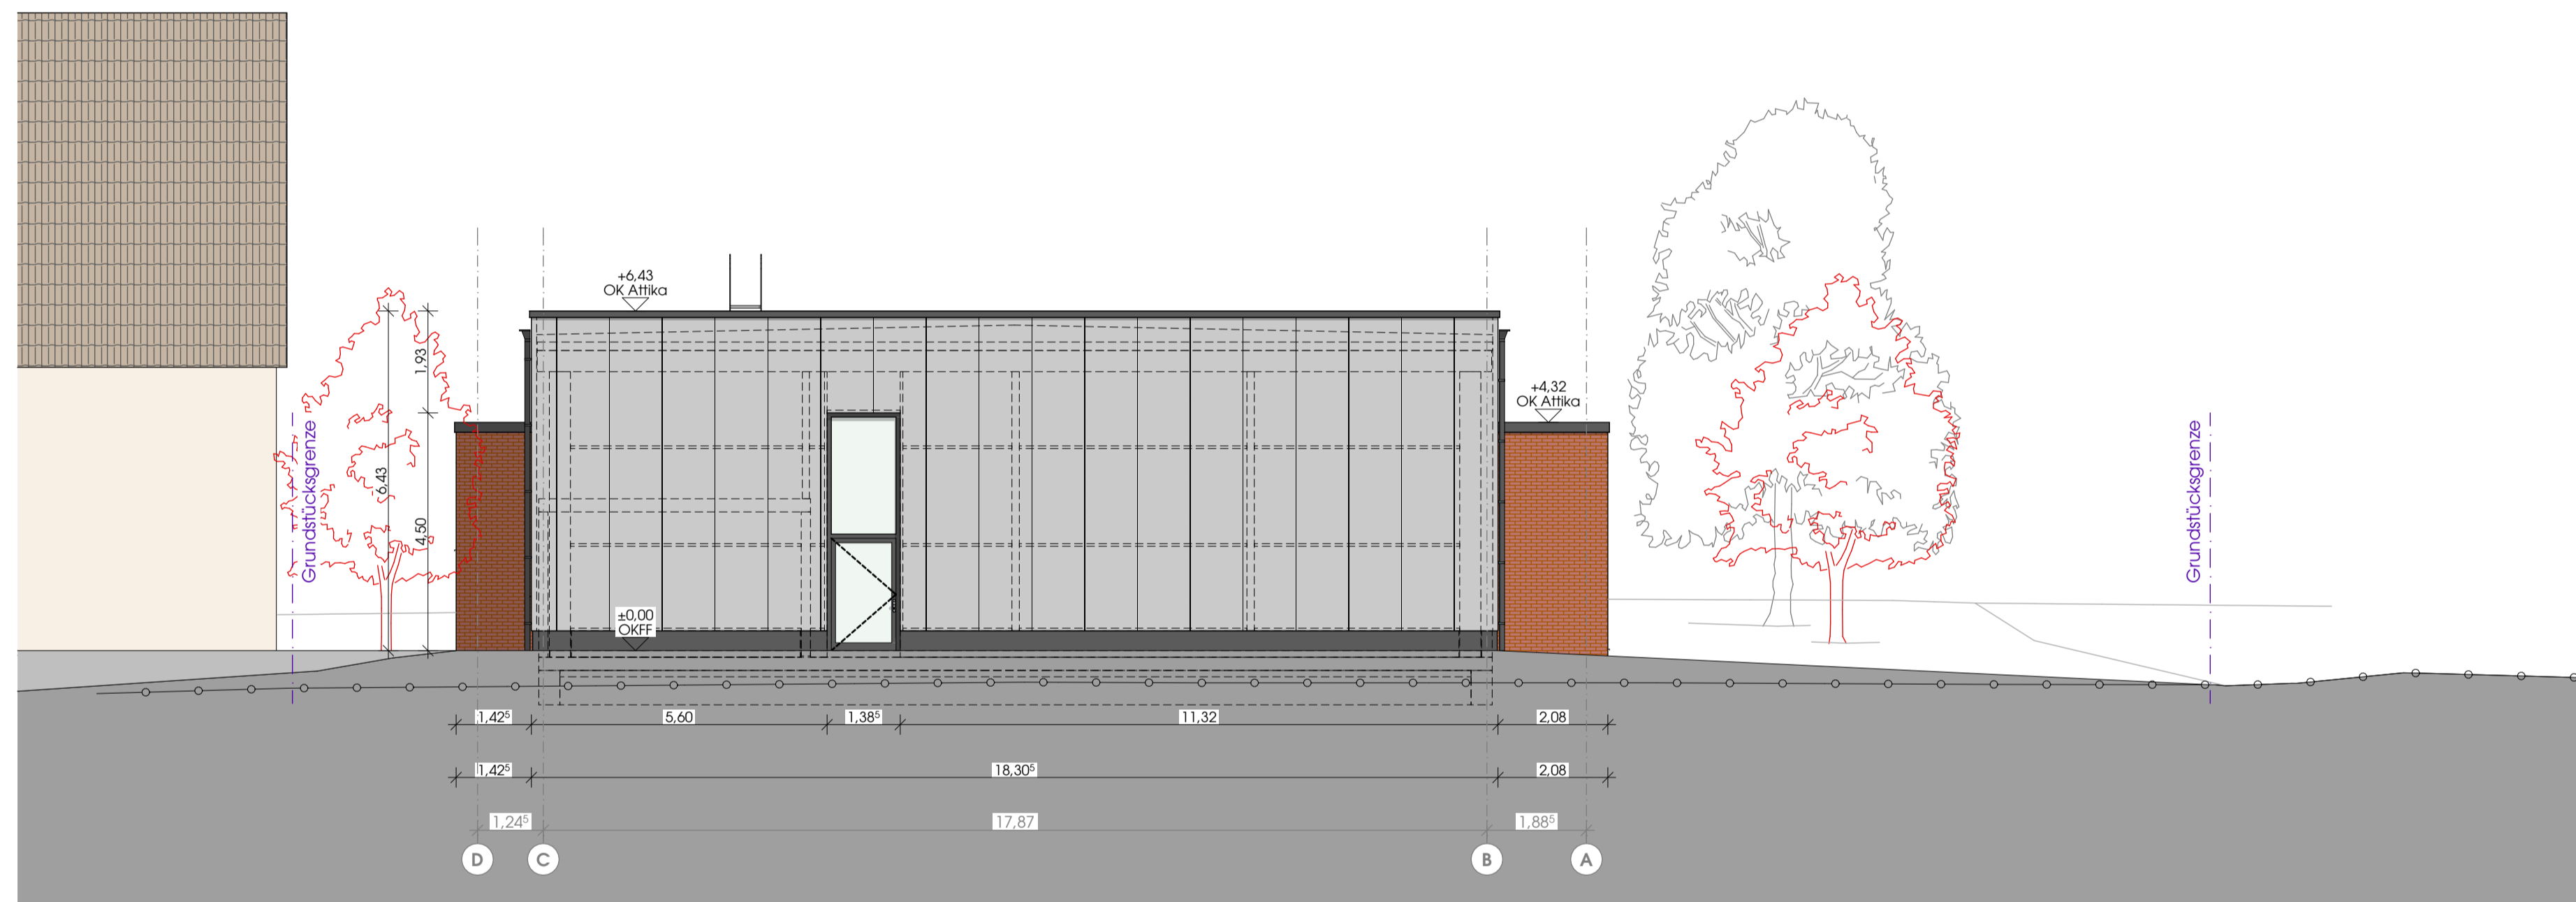 +6,43
OK Attika
1,93
+4,32
OK Attika
Grundstücksgrenze
6,43
4,50
Grundstücksgrenze
±0,00
OKFF
1,42⁵ 5,60 1,38⁵ 11,32 2,08
1,42⁵ 18,30⁵ 2,08
1,24⁵ 17,87 1,88⁵
D C B A